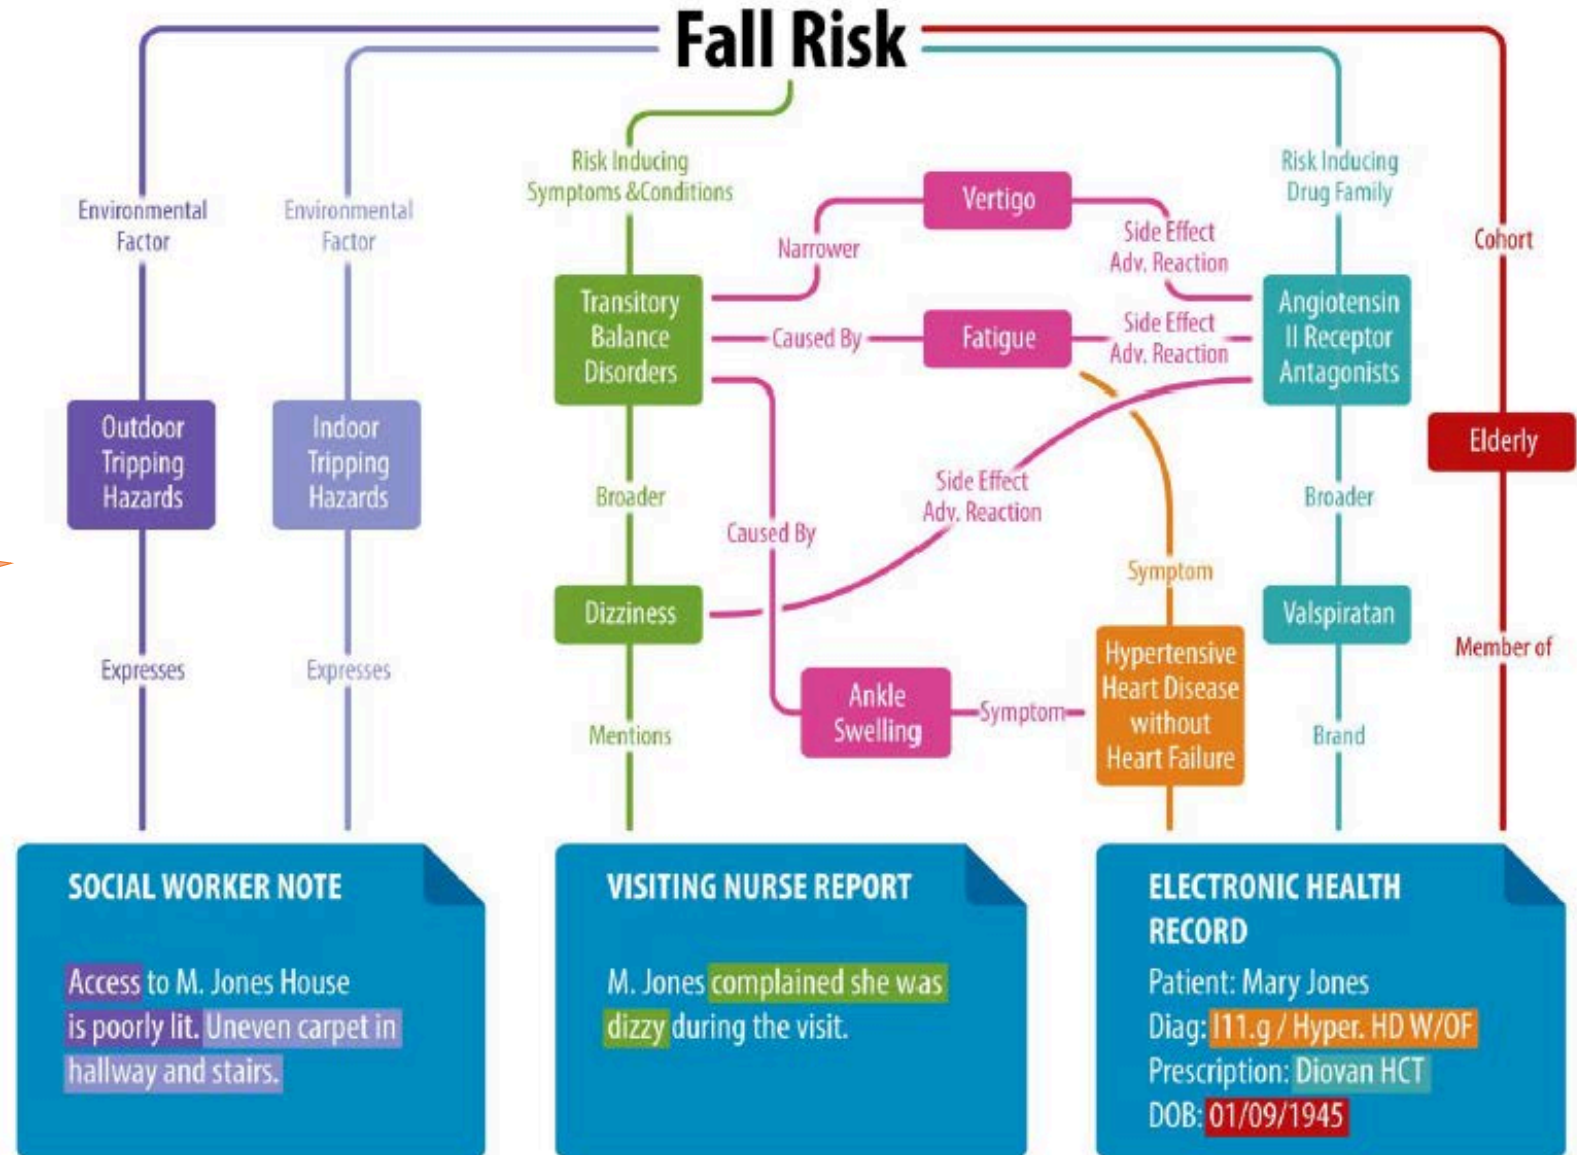 Fall Risk
Environmental
Factor
Environmental
Factor
Risk Inducing
Symptoms &Conditions
Risk Inducing
Drug Family
Cohort
Vertigo
Narrower
Side Effect
Adv. Reaction
Transitory
Balance
Disorders
Caused By
Fatigue
Side Effect
Adv. Reaction
Angiotensin
II Receptor
Antagonists
Outdoor
Tripping
Hazards
Indoor
Tripping
Hazards
Elderly
Broader
Caused By
Side Effect
Adv. Reaction
Broader
Symptom
Dizziness
Valspiratan
Expresses
Expresses
Mentions
Ankle
Swelling
Symptom
Hypertensive
Heart Disease
without
Heart Failure
Brand
Member of
SOCIAL WORKER NOTE
Access to M. Jones House
is poorly lit. Uneven carpet in
hallway and stairs.
VISITING NURSE REPORT
M. Jones complained she was
dizzy during the visit.
ELECTRONIC HEALTH
RECORD
Patient: Mary Jones
Diag: I11.g / Hyper. HD W/OF
Prescription: Diovan HCT
DOB: 01/09/1945